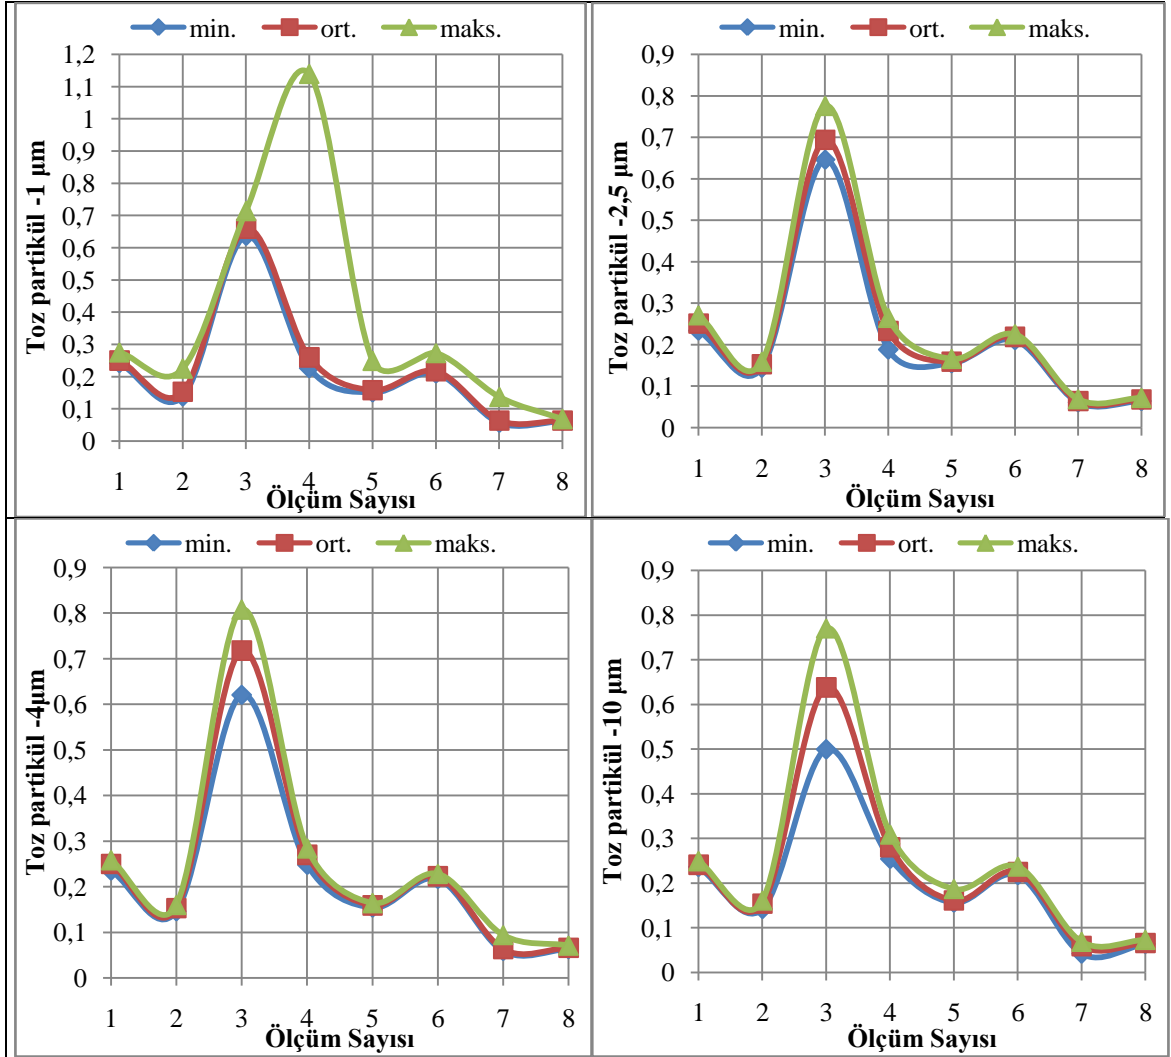 min. ort. maks.
1,2
1,1
1
0,9
0,8
0,7
0,6
0,5
0,4
0,3
0,2
0,1
0
Toz partikül -1 µm
1 2 3 4 5 6 7 8
Ölçüm Sayısı
min. ort. maks.
0,9
0,8
0,7
0,6
0,5
0,4
0,3
0,2
0,1
0
Toz partikül -2,5 µm
1 2 3 4 5 6 7 8
Ölçüm Sayısı
min. ort. maks.
0,9
0,8
0,7
0,6
0,5
0,4
0,3
0,2
0,1
0
Toz partikül -4µm
1 2 3 4 5 6 7 8
Ölçüm Sayısı
min. ort. maks.
0,9
0,8
0,7
0,6
0,5
0,4
0,3
0,2
0,1
0
Toz partikül -10 µm
1 2 3 4 5 6 7 8
Ölçüm Sayısı